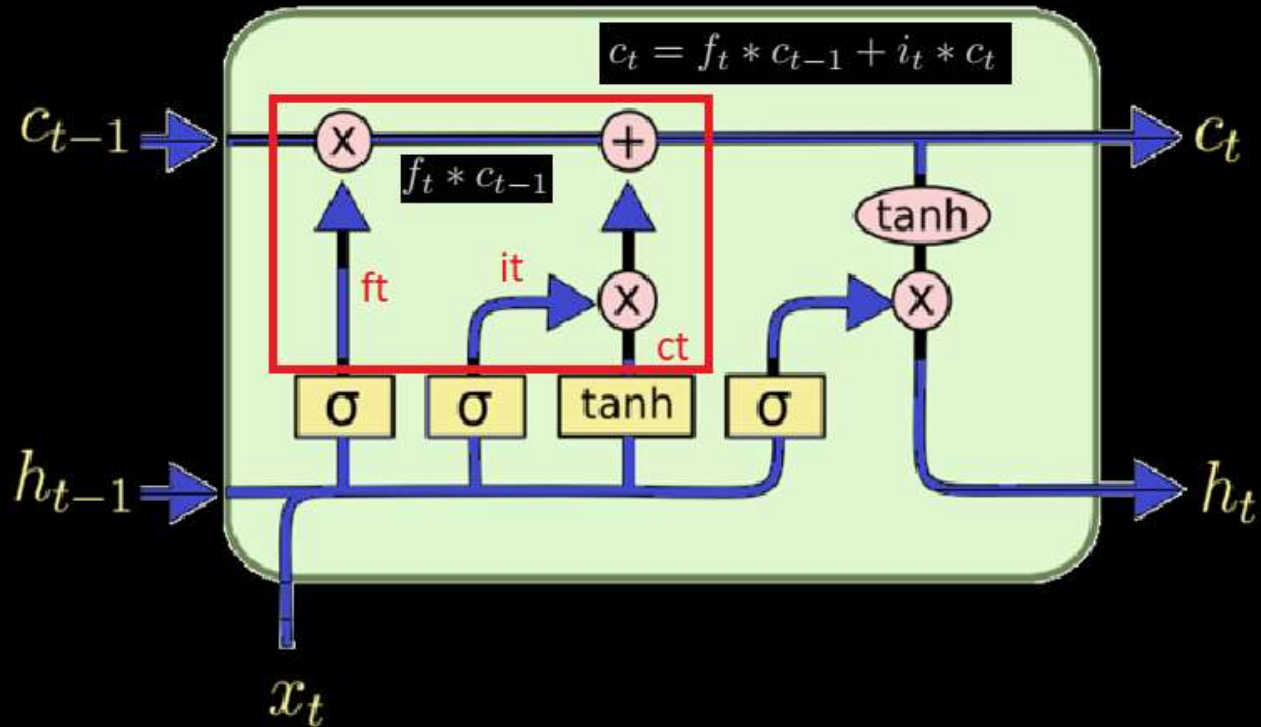 c_t = f_t * c_{t-1} + i_t * c_t
c_{t-1}
x
+
c_t
f_t * c_{t-1}
tanh
it
ft
x
x
ct
σ
σ
tanh
σ
h_{t-1}
h_t
x_t